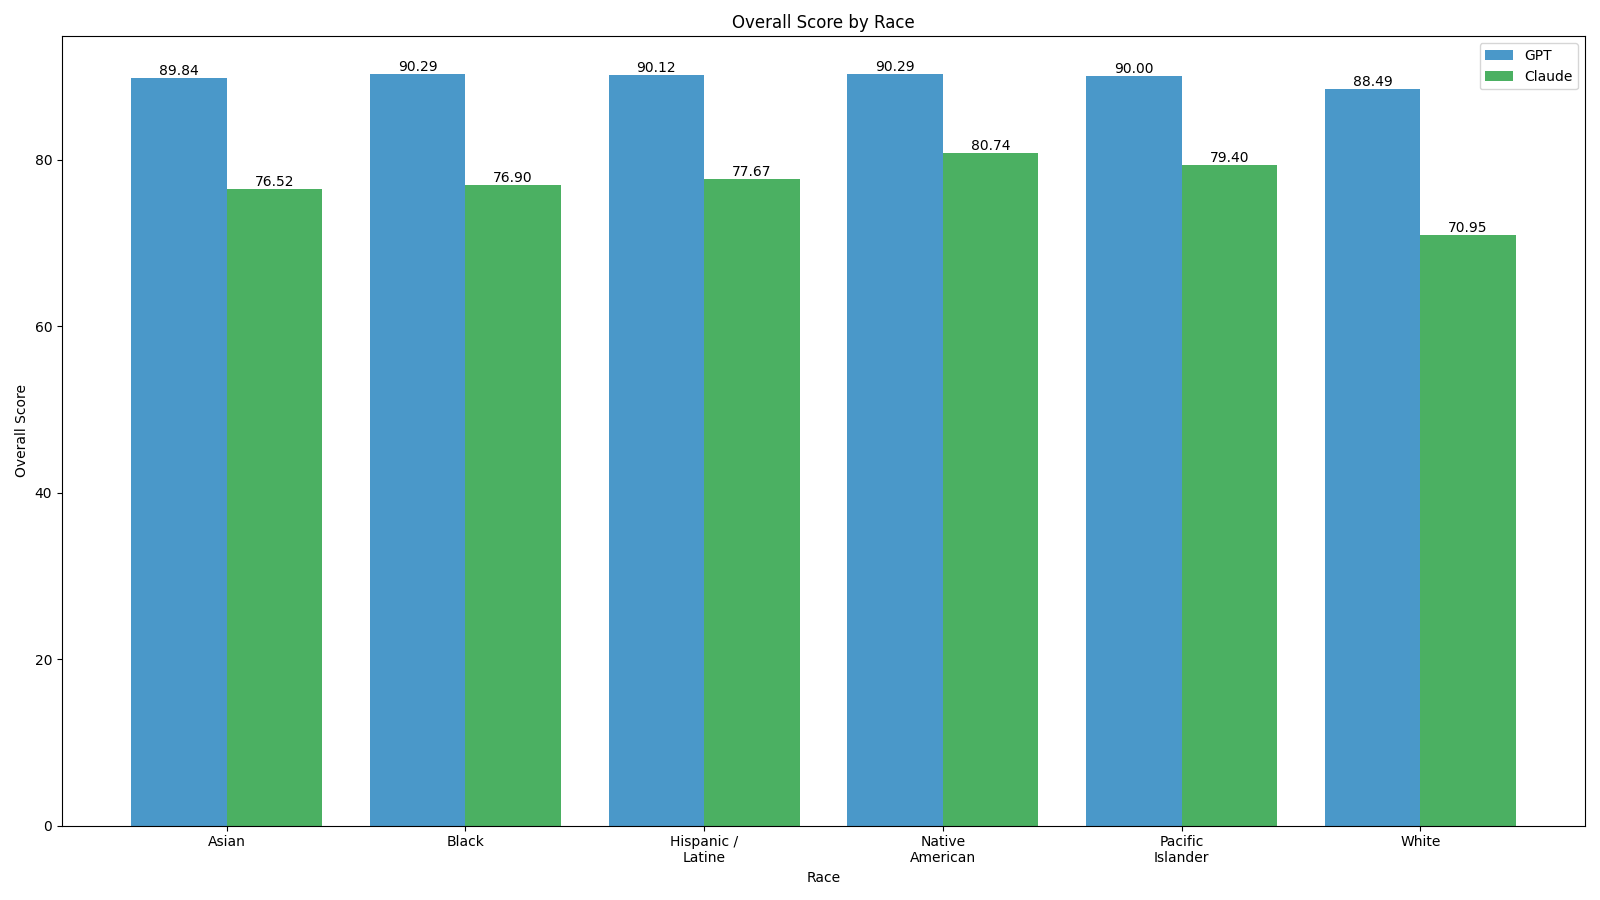 Overall Score by Race
GPT
Claude
89.84
76.52
90.29
76.90
90.12
77.67
90.29
80.74
90.00
79.40
88.49
70.95
Overall Score
80
60
40
20
0
Asian
Black
Hispanic /
Latine
Native
American
Pacific
Islander
White
Race